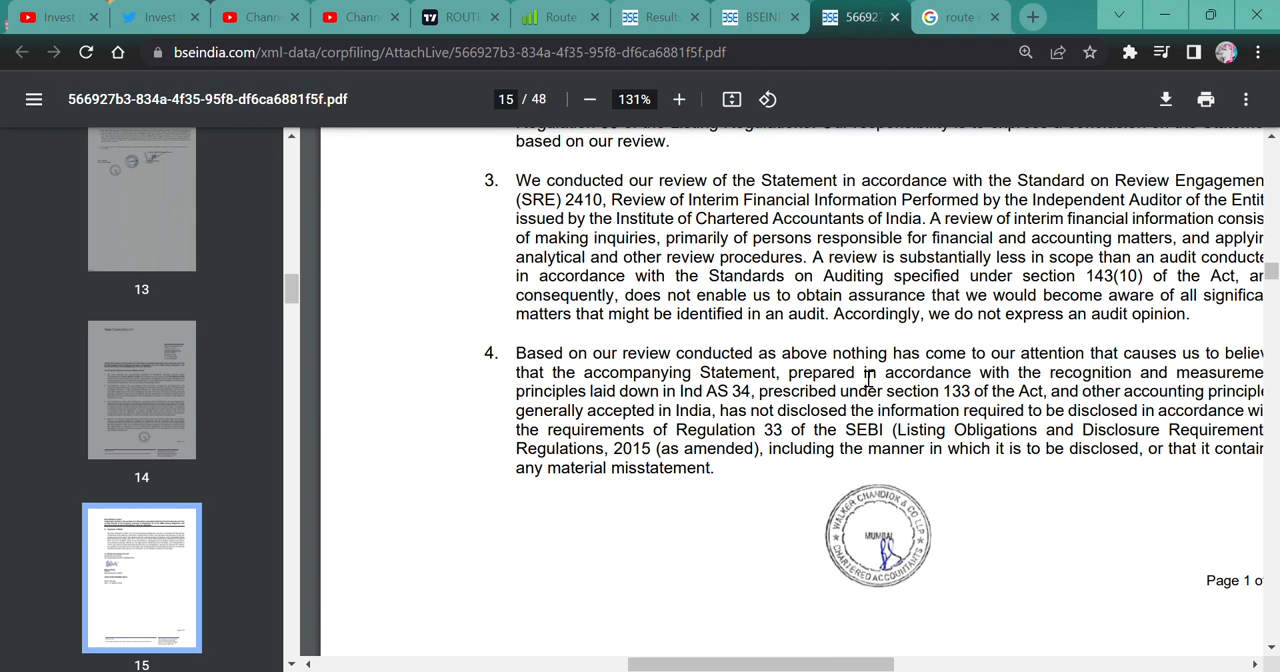 Invest
Invest
Chann
Chann
ROUT
Route
Result
BSEIN
56692
route
bseindia.com/xml-data/corpfiling/AttachLive/566927b3-834a-4f35-95f8-df6ca6881f5f.pdf
566927b3-834a-4f35-95f8-df6ca6881f5f.pdf
15 / 48
131%
based on our review.
3. We conducted our review of the Statement in accordance with the Standard on Review Engagemen
(SRE) 2410, Review of Interim Financial Information Performed by the Independent Auditor of the Entit
issued by the Institute of Chartered Accountants of India. A review of interim financial information consis
of making inquiries, primarily of persons responsible for financial and accounting matters, and applyin
analytical and other review procedures. A review is substantially less in scope than an audit conducte
in accordance with the Standards on Auditing specified under section 143(10) of the Act, an
consequently, does not enable us to obtain assurance that we would become aware of all significa
matters that might be identified in an audit. Accordingly, we do not express an audit opinion.
4. Based on our review conducted as above nothing has come to our attention that causes us to believ
that the accompanying Statement, prepared in accordance with the recognition and measureme
principles laid down in Ind AS 34, prescribed under section 133 of the Act, and other accounting principle
generally accepted in India, has not disclosed the information required to be disclosed in accordance wi
the requirements of Regulation 33 of the SEBI (Listing Obligations and Disclosure Requirement
Regulations, 2015 (as amended), including the manner in which it is to be disclosed, or that it contain
any material misstatement.
WALKER CHANDIOK & CO LL
MUMBAI
CHARTERED ACCOUNTANTS
Page 1 o
13
14
15